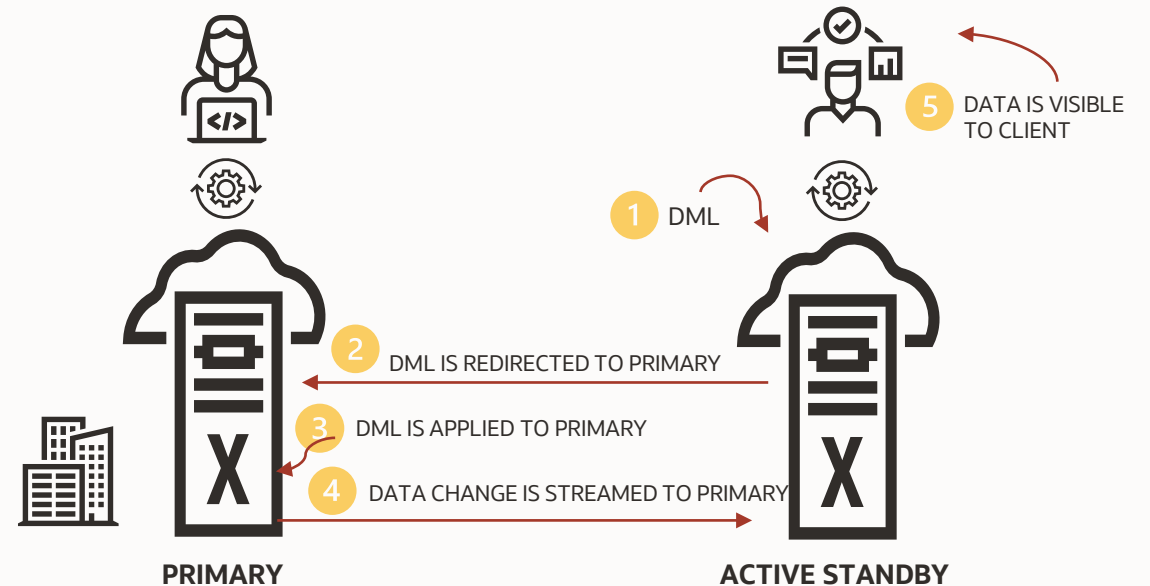 </>
5 DATA IS VISIBLE
TO CLIENT
1 DML
2 DML IS REDIRECTED TO PRIMARY
3 DML IS APPLIED TO PRIMARY
4 DATA CHANGE IS STREAMED TO PRIMARY
X
X
PRIMARY
ACTIVE STANDBY